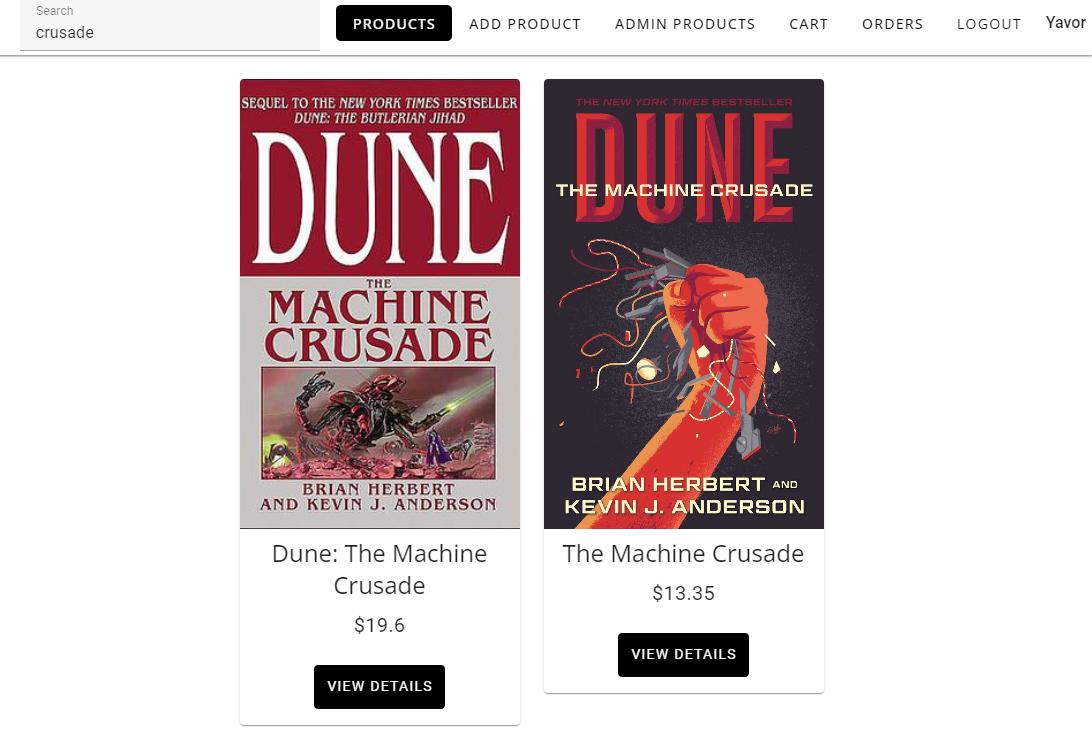 Search
crusade
PRODUCTS
ADD PRODUCT
ADMIN PRODUCTS
CART
ORDERS
LOGOUT
Yavor
SEQUEL TO THE NEW YORK TIMES BESTSELLER
DUNE: THE BUTLERIAN JIHAD
DUNE
THE
MACHINE
CRUSADE
BRIAN HERBERT
AND KEVIN J. ANDERSON
Dune: The Machine
Crusade
$19.6
VIEW DETAILS
THE NEW YORK TIMES BESTSELLER
DUNE
THE MACHINE CRUSADE
BRIAN HERBERT AND
KEVIN J. ANDERSON
The Machine Crusade
$13.35
VIEW DETAILS